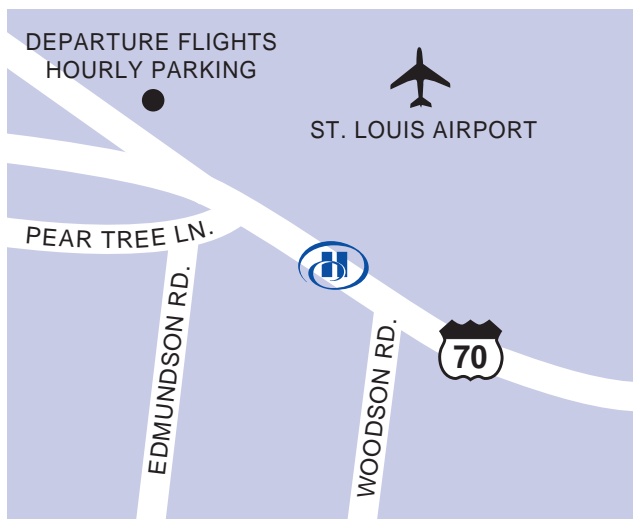 DEPARTURE FLIGHTS
HOURLY PARKING
ST. LOUIS AIRPORT
PEAR TREE LN.
H
EDMUNDSON RD.
WOODSON RD.
70